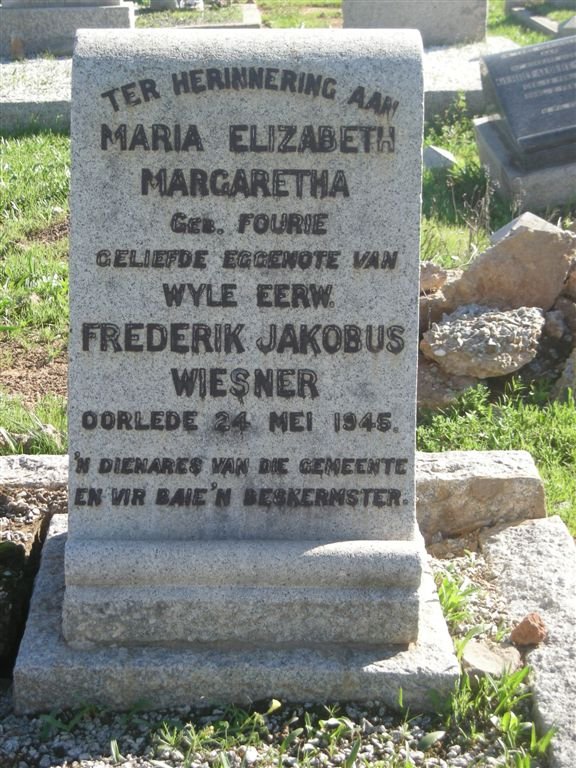 TER HERINNERING AAN
MARIA ELIZABETH
MARGARETHA
GEB. FOURIE
GELIEFDE EGGENOTE VAN
WYLE EERW.
FREDERIK JAKOBUS
WIESNER
OORLEDE 24 MEI 1945.
'N DIENARES VAN DIE GEMEENTE
EN VIR BAIE 'N BESKERMSTER.